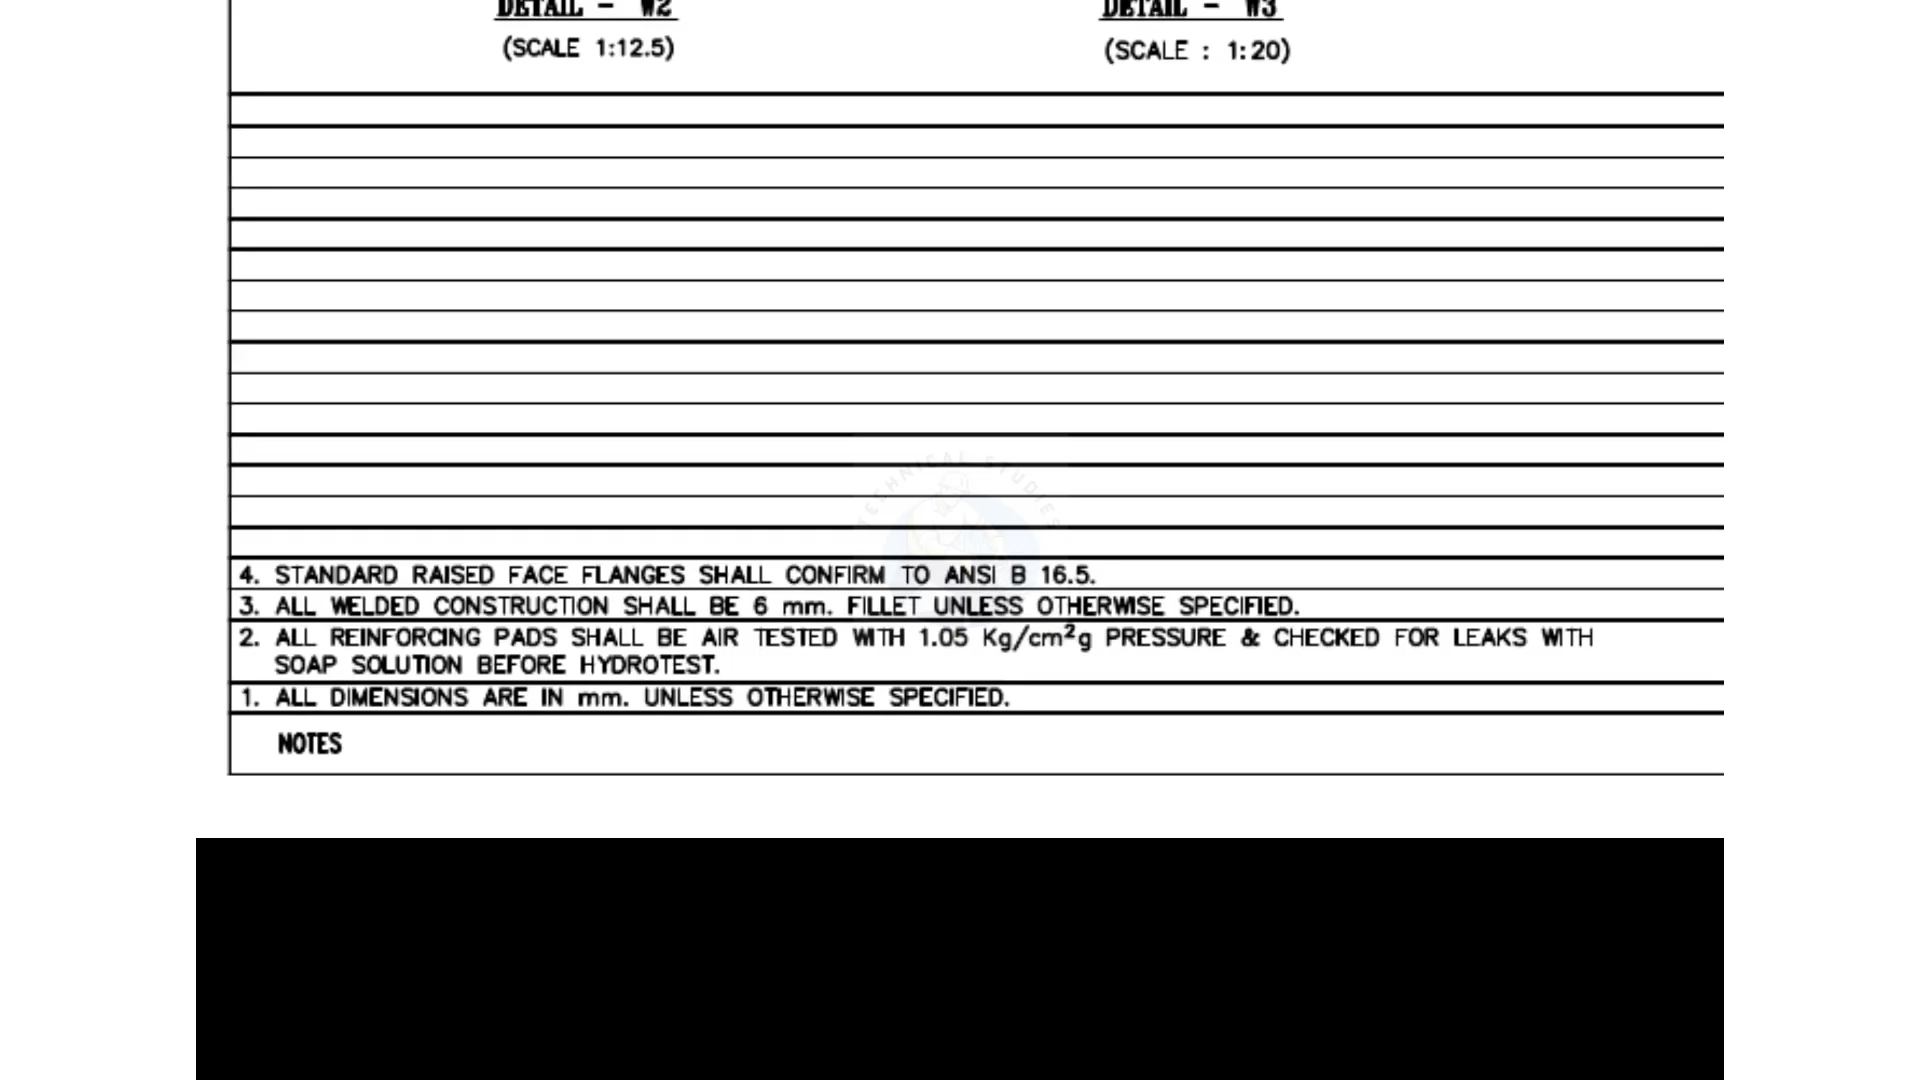 DETAIL - W2
DETAIL - W3
(SCALE 1:12.5)
(SCALE : 1:20)
TECHNICAL STUDIES
4. STANDARD RAISED FACE FLANGES SHALL CONFIRM TO ANSI B 16.5.
3. ALL WELDED CONSTRUCTION SHALL BE 6 mm. FILLET UNLESS OTHERWISE SPECIFIED.
2. ALL REINFORCING PADS SHALL BE AIR TESTED WITH 1.05 Kg/cm²g PRESSURE & CHECKED FOR LEAKS WITH
SOAP SOLUTION BEFORE HYDROTEST.
1. ALL DIMENSIONS ARE IN mm. UNLESS OTHERWISE SPECIFIED.
NOTES